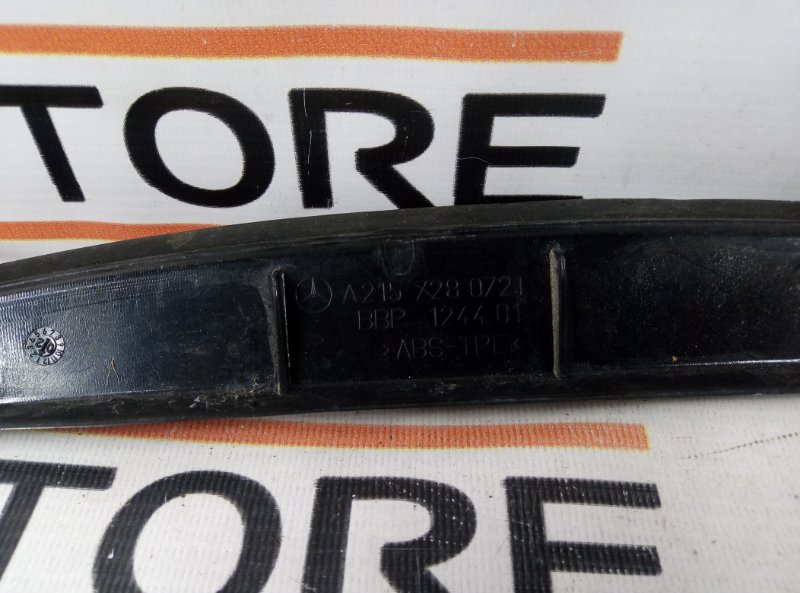 TORE
A215 728 0721
BBP 1244 01
>ABS-TPE<
TORE